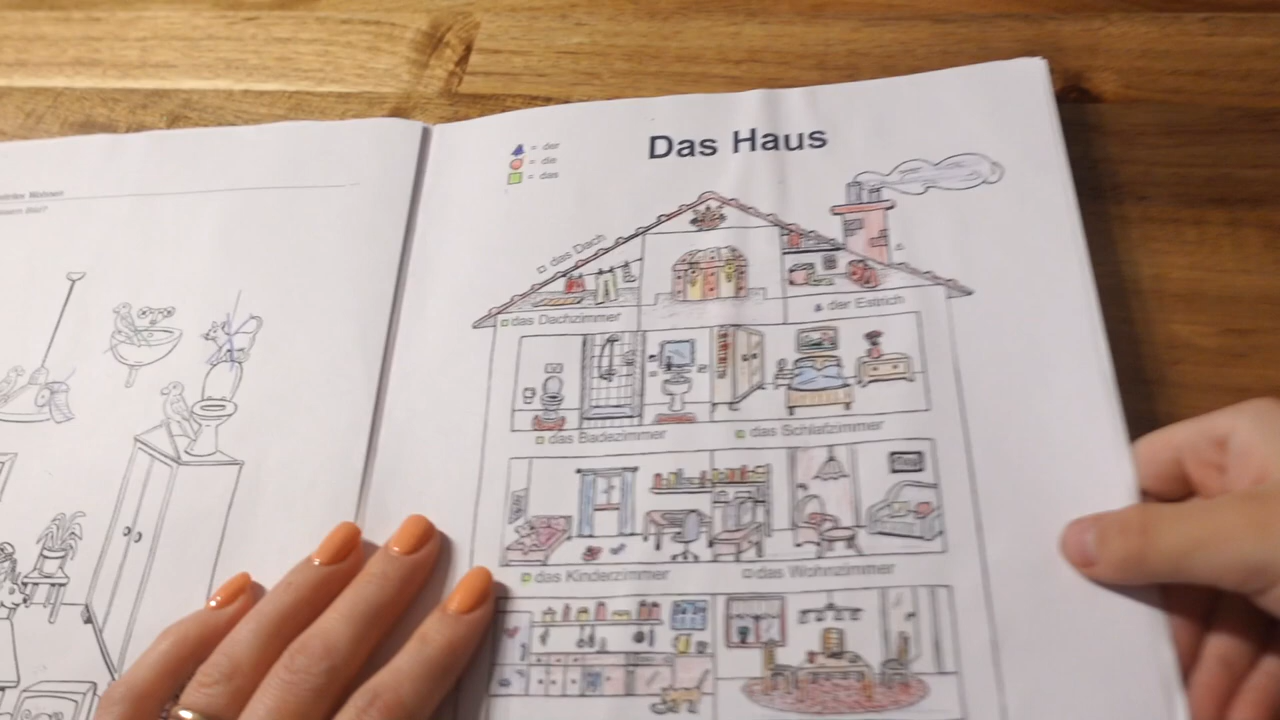 Wohnen
Das Haus
= der
= die
= das
das Dach
das Dachzimmer
der Estrich
das Badezimmer
das Schlafzimmer
das Kinderzimmer
das Wohnzimmer